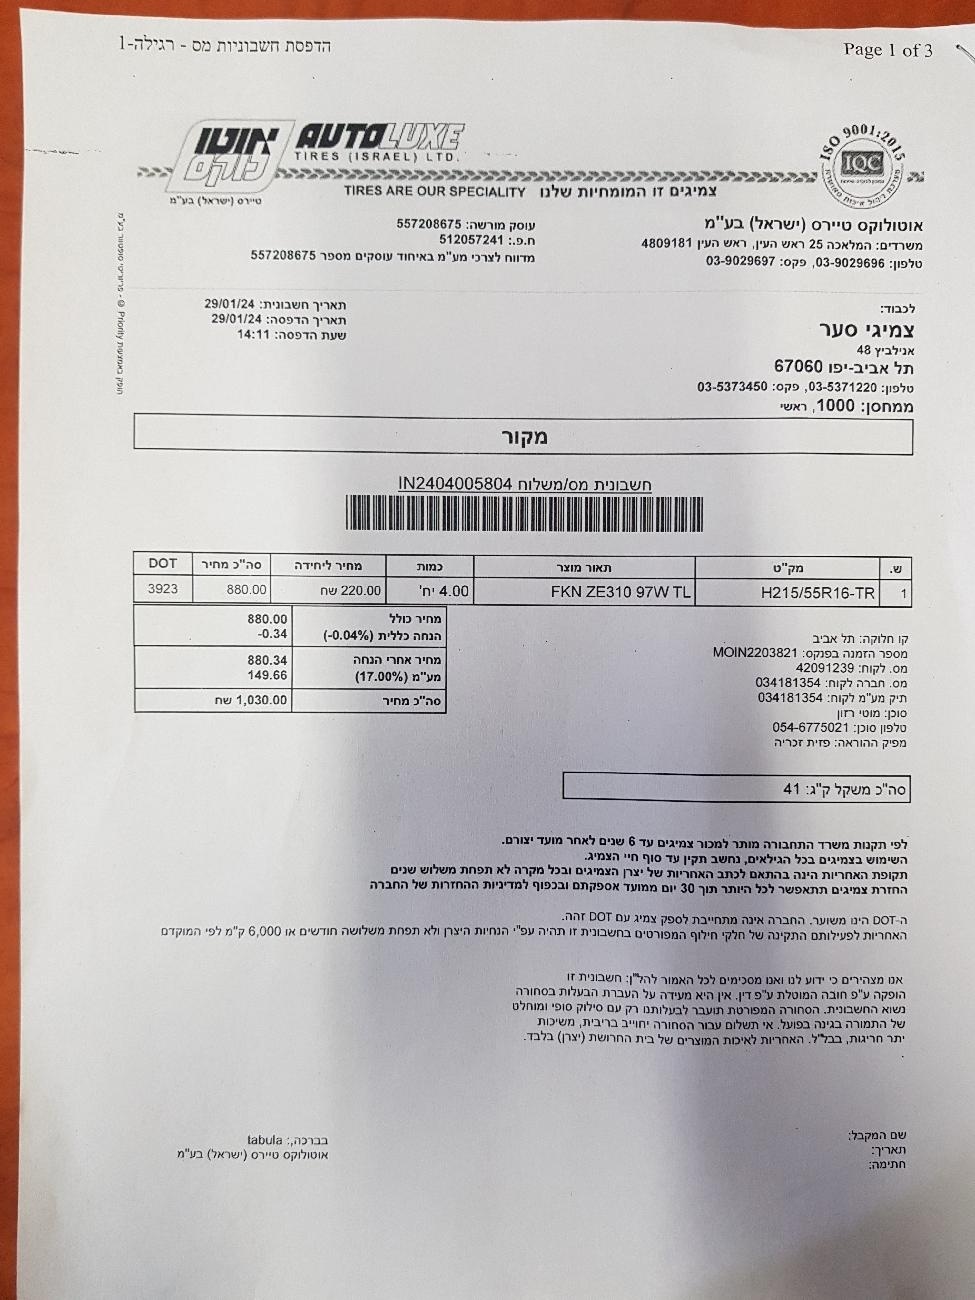 הדפסת חשבוניות מס - רגילה-1
Page 1 of 3
אוטו לוקס
AUTOLUXE
TIRES (ISRAEL) LTD.
טיירס (ישראל) בע"מ
צמיגים זו המומחיות שלנו TIRES ARE OUR SPECIALITY
ISO 9001:2015
IQC
אוטולוקס טיירס (ישראל) בע"מ
משרדים: המלאכה 25 ראש העין, ראש העין 4809181
טלפון: 03-9029696, פקס: 03-9029697
עוסק מורשה: 557208675
ח.פ.: 512057241
מדווח לצרכי מע"מ באיחוד עוסקים מספר 557208675
הופק באמצעות Priority @ - פריוריטי סופטוור בע"מ
לכבוד:
צמיגי סער
אנילביץ 48
תל אביב-יפו 67060
טלפון: 03-5371220, פקס: 03-5373450
ממחסן: 1000, ראשי
תאריך חשבונית: 29/01/24
תאריך הדפסה: 29/01/24
שעת הדפסה: 14:11
מקור
חשבונית מס/משלוח IN2404005804
ש. מק"ט תאור מוצר כמות מחיר ליחידה סה"כ מחיר DOT
1 H215/55R16-TR FKN ZE310 97W TL 4.00 יח' 220.00 שח 880.00 3923
מחיר כולל 880.00
הנחה כללית (-0.04%) -0.34
מחיר אחרי הנחה 880.34
מע"מ (17.00%) 149.66
סה"כ מחיר 1,030.00 שח
קו חלוקה: תל אביב
מספר הזמנה בפנקס: MOIN2203821
מס. לקוח: 42091239
מס. חברה לקוח: 034181354
תיק מע"מ לקוח: 034181354
סוכן: מוטי רזון
טלפון סוכן: 054-6775021
מפיק ההוראה: פזית זכריה
סה"כ משקל ק"ג: 41
לפי תקנות משרד התחבורה מותר למכור צמיגים עד 6 שנים לאחר מועד יצורם.
השימוש בצמיגים בכל הגילאים, נחשב תקין עד סוף חיי הצמיג.
תקופת האחריות הינה בהתאם לכתב האחריות של יצרן הצמיגים ובכל מקרה לא תפחת משלוש שנים
החזרת צמיגים תתאפשר לכל היותר תוך 30 יום ממועד אספקתם ובכפוף למדיניות ההחזרות של החברה
ה-DOT הינו משוער. החברה אינה מתחייבת לספק צמיג עם DOT זהה.
האחריות לפעילותם התקינה של חלקי חילוף המפורטים בחשבונית זו תהיה עפ"י הנחיות היצרן ולא תפחת משלושה חודשים או 6,000 ק"מ לפי המוקדם
אנו מצהירים כי ידוע לנו ואנו מסכימים לכל האמור להל"ן: חשבונית זו
הופקה ע"פ חובה המוטלת ע"פ דין. אין היא מעידה על העברת הבעלות בסחורה
נשוא החשבונית. הסחורה המפורטת תועבר לבעלותנו רק עם סילוק סופי ומוחלט
של התמורה בגינה בפועל. אי תשלום עבור הסחורה יחוייב בריבית, משיכות
יתר חריגות, בבל"ל. האחריות לאיכות המוצרים של בית החרושת (יצרן) בלבד.
.
שם המקבל:
תאריך:
חתימה:
בברכה,: tabula
אוטולוקס טיירס (ישראל) בע"מ